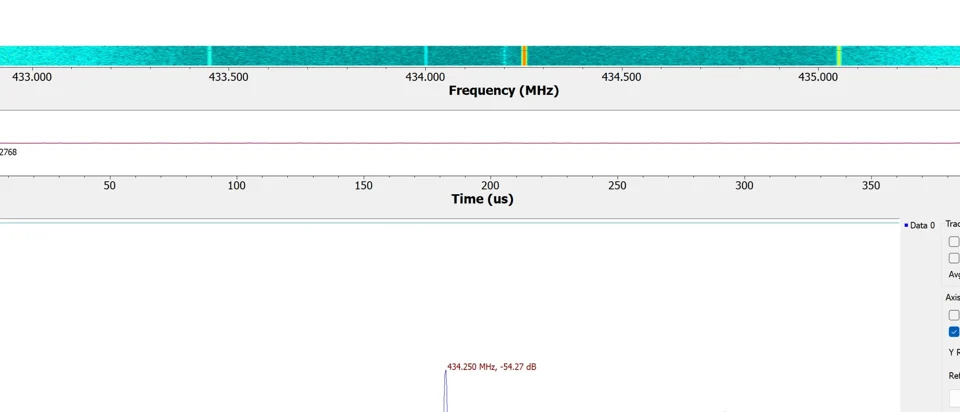 433.000 433.500 434.000 434.500 435.000
Frequency (MHz)
2768
50 100 150 200 250 300 350
Time (us)
Data 0
Trac
Avg
Axis
434.250 MHz, -54.27 dB
Y R
Ref